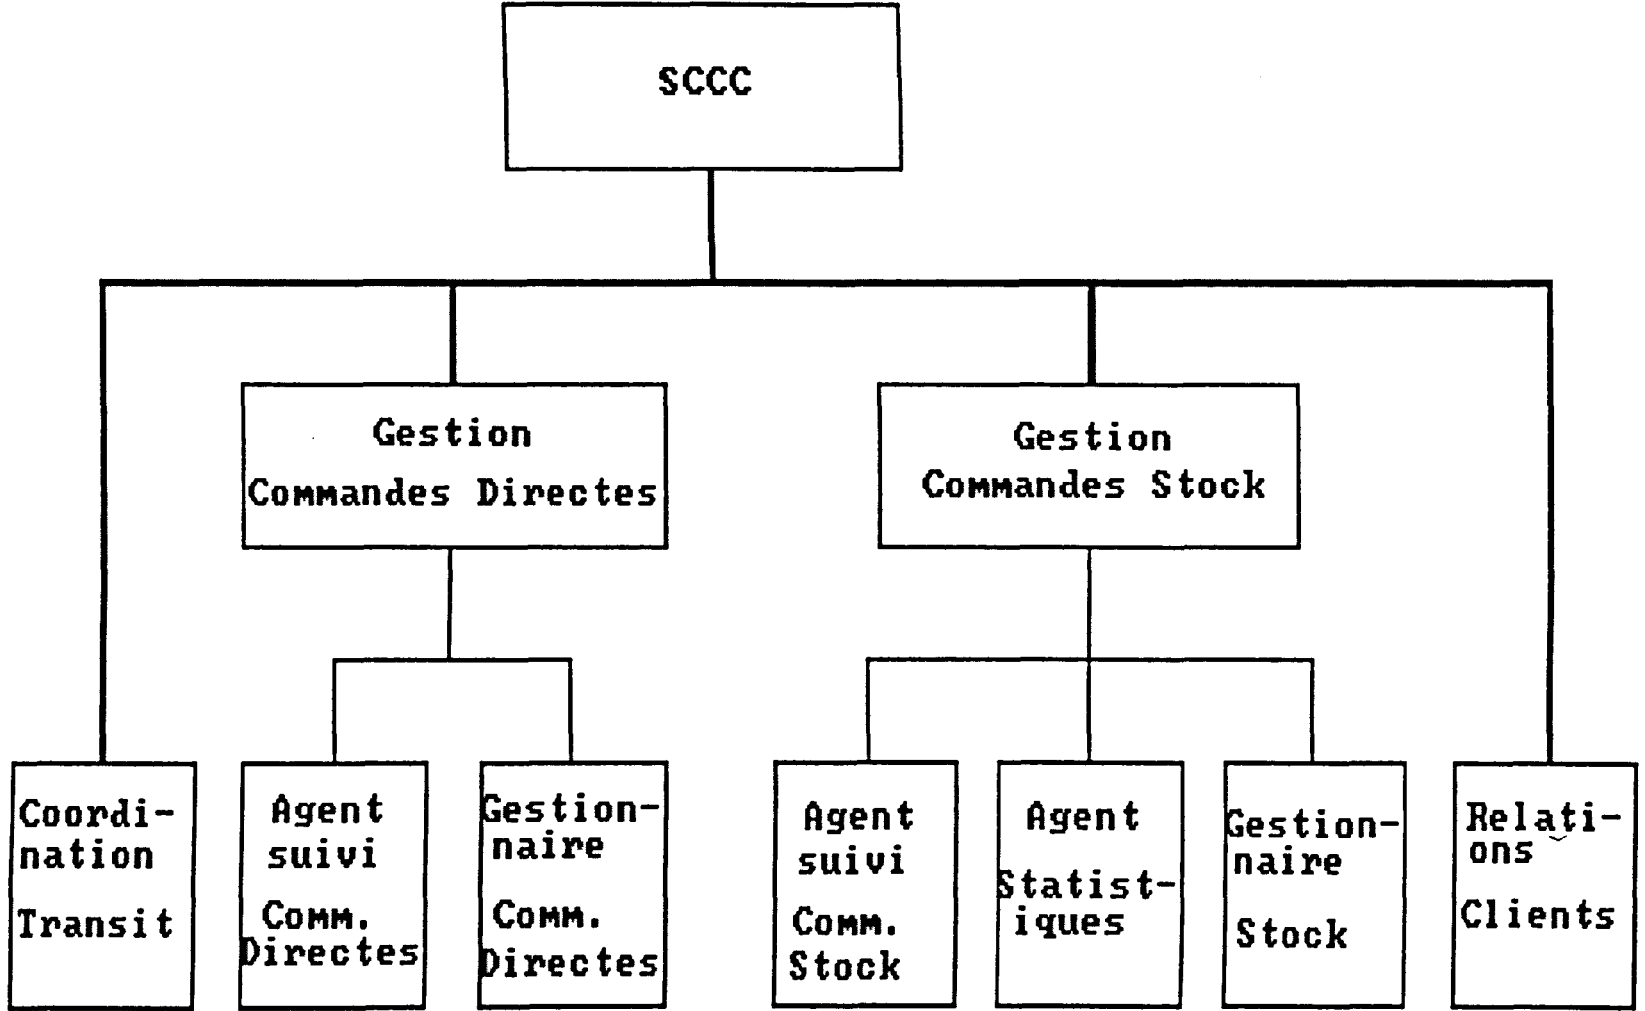 SCCC
Gestion
Commandes Directes
Gestion
Commandes Stock
Coordi-
nation
Transit
Agent
suivi
Comm.
Directes
Gestion-
naire
Comm.
Directes
Agent
suivi
Comm.
Stock
Agent
Statist-
iques
Gestion-
naire
Stock
Relati-
ons
Clients